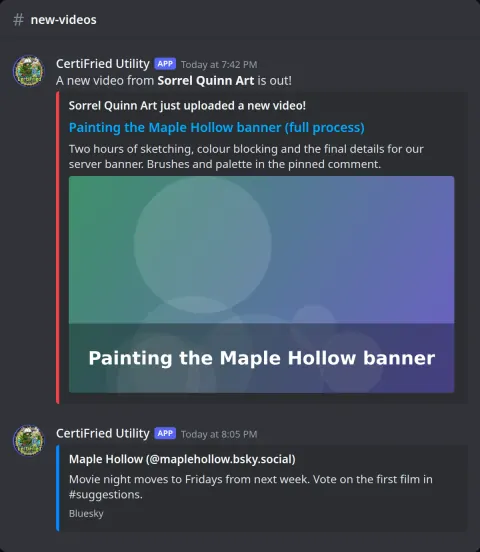 # new-videos
CertiFried Utility APP Today at 7:42 PM
A new video from Sorrel Quinn Art is out!
Sorrel Quinn Art just uploaded a new video!
Painting the Maple Hollow banner (full process)
Two hours of sketching, colour blocking and the final details for our
server banner. Brushes and palette in the pinned comment.
Painting the Maple Hollow banner
CertiFried Utility APP Today at 8:05 PM
Maple Hollow (@maplehollow.bsky.social)
Movie night moves to Fridays from next week. Vote on the first film in
#suggestions.
Bluesky